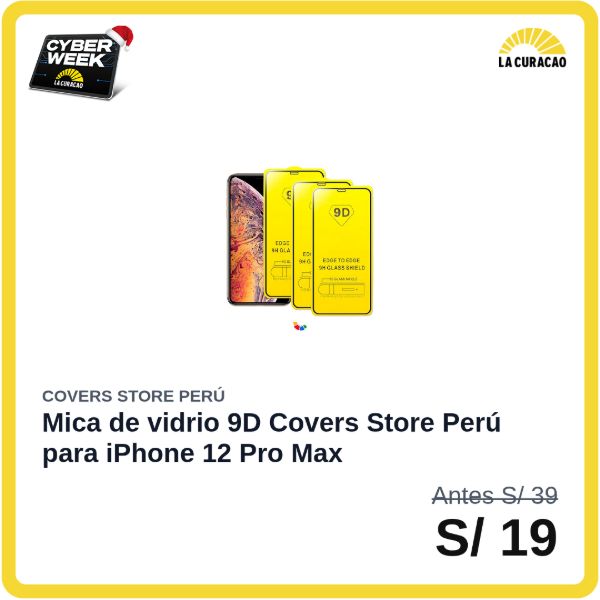 CYBER
WEEK
LA CURACAO
LA CURACAO
9D
EDGE TO EDGE
9H GLASS SHIELD
COVERS STORE PERÚ
Mica de vidrio 9D Covers Store Perú
para iPhone 12 Pro Max
Antes S/ 39
S/ 19